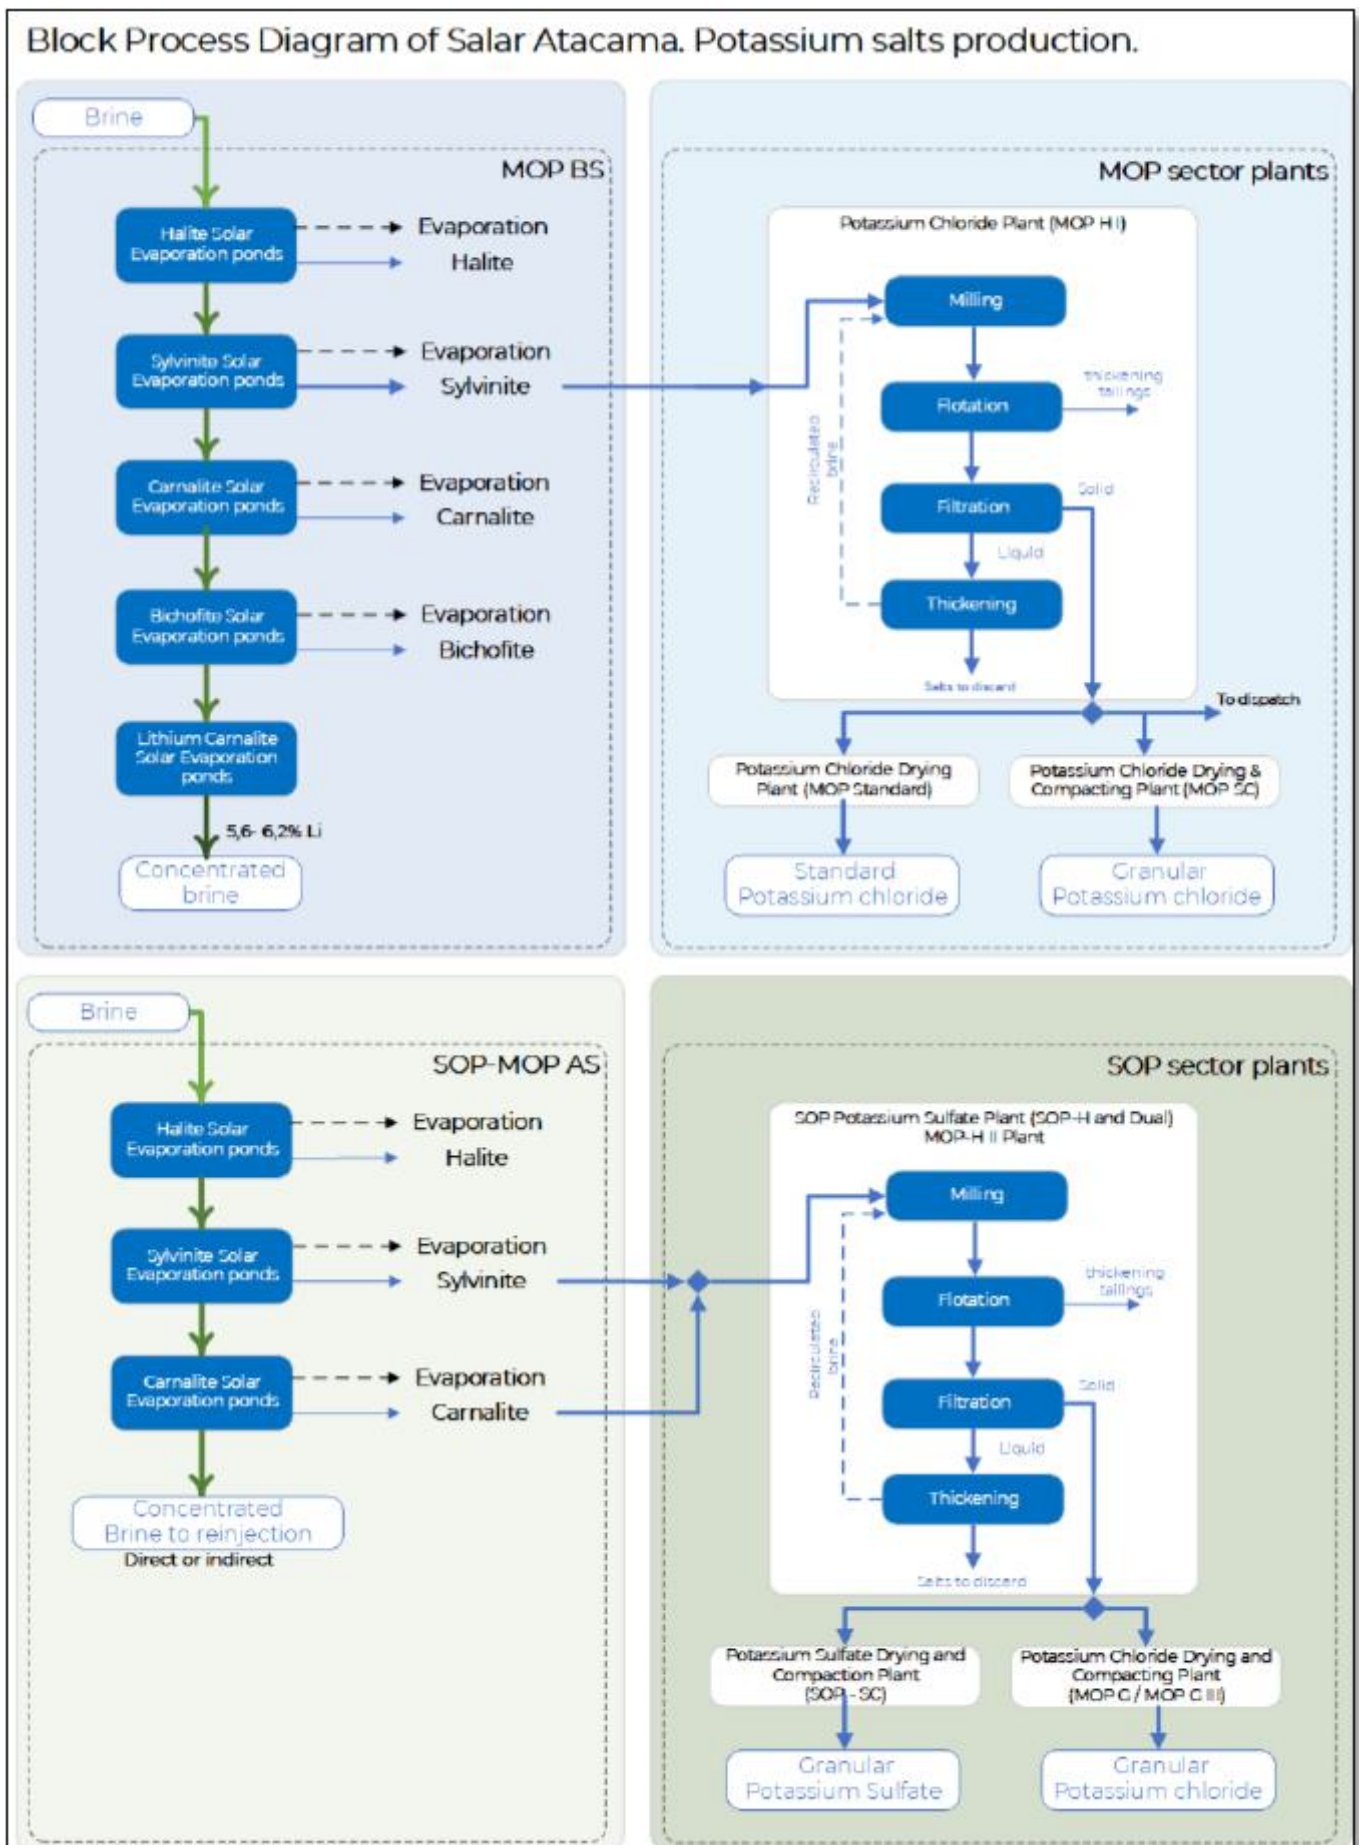 Block Process Diagram of Salar Atacama. Potassium salts production.
Brine
MOP BS
Halite Solar
Evaporation ponds
Evaporation
Halite
Sylvinite Solar
Evaporation ponds
Evaporation
Sylvinite
Carnalite Solar
Evaporation ponds
Evaporation
Carnalite
Bichofite Solar
Evaporation ponds
Evaporation
Bichofite
Lithium Carnalite
Solar Evaporation
ponds
5,6- 6,2% Li
Concentrated
brine
MOP sector plants
Potassium Chloride Plant (MOP H I)
Milling
Flotation
thickening
tailings
Recirculated
brine
Filtration
Solid
Liquid
Thickening
Salts to discard
To dispatch
Potassium Chloride Drying
Plant (MOP Standard)
Potassium Chloride Drying &
Compacting Plant (MOP SC)
Standard
Potassium chloride
Granular
Potassium chloride
Brine
SOP-MOP AS
Halite Solar
Evaporation ponds
Evaporation
Halite
Sylvinite Solar
Evaporation ponds
Evaporation
Sylvinite
Carnalite Solar
Evaporation ponds
Evaporation
Carnalite
Concentrated
Brine to reinjection
Direct or indirect
SOP sector plants
SOP Potassium Sulfate Plant (SOP-H and Dual)
MOP-H II Plant
Milling
Flotation
thickening
tailings
Recirculated
brine
Filtration
Solid
Liquid
Thickening
Salts to discard
Potassium Sulfate Drying and
Compaction Plant
(SOP - SC)
Potassium Chloride Drying and
Compacting Plant
(MOP G / MOP G III)
Granular
Potassium Sulfate
Granular
Potassium chloride